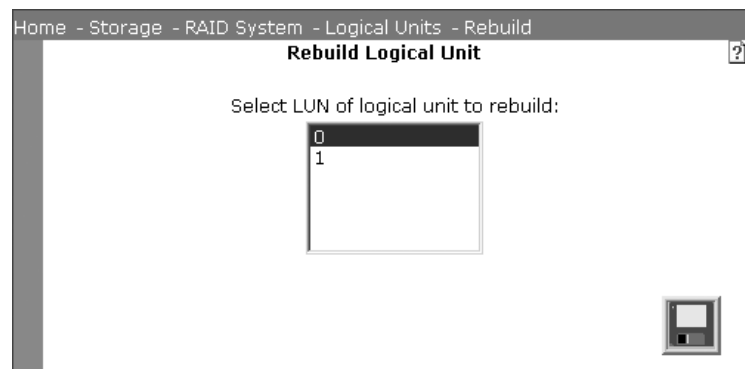 Home - Storage - RAID System - Logical Units - Rebuild
Rebuild Logical Unit
?
Select LUN of logical unit to rebuild:
0
1